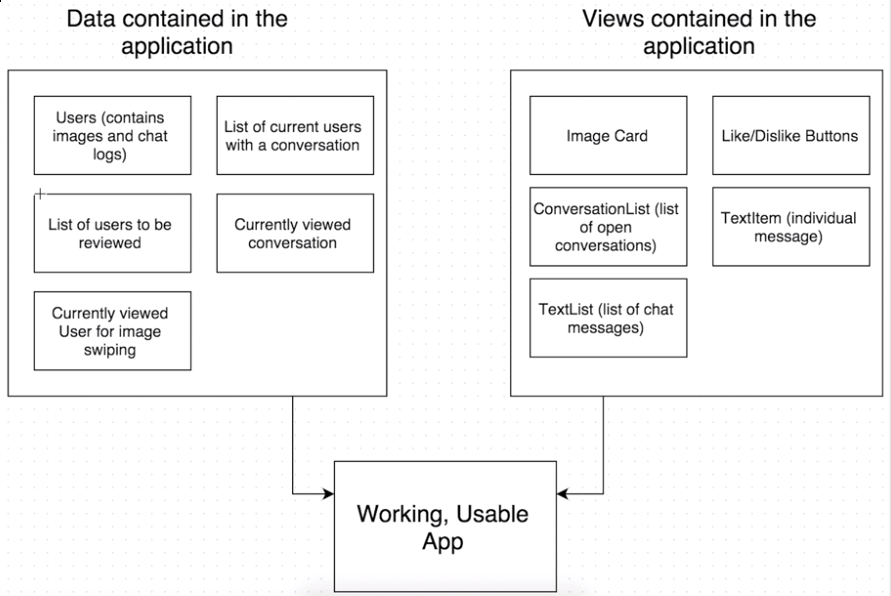 Data contained in the
application
Views contained in the
application
Users (contains
images and chat
logs)
List of current users
with a conversation
List of users to be
reviewed
Currently viewed
conversation
Currently viewed
User for image
swiping
Image Card
Like/Dislike Buttons
ConversationList (list
of open
conversations)
TextItem (individual
message)
TextList (list of chat
messages)
Working, Usable
App